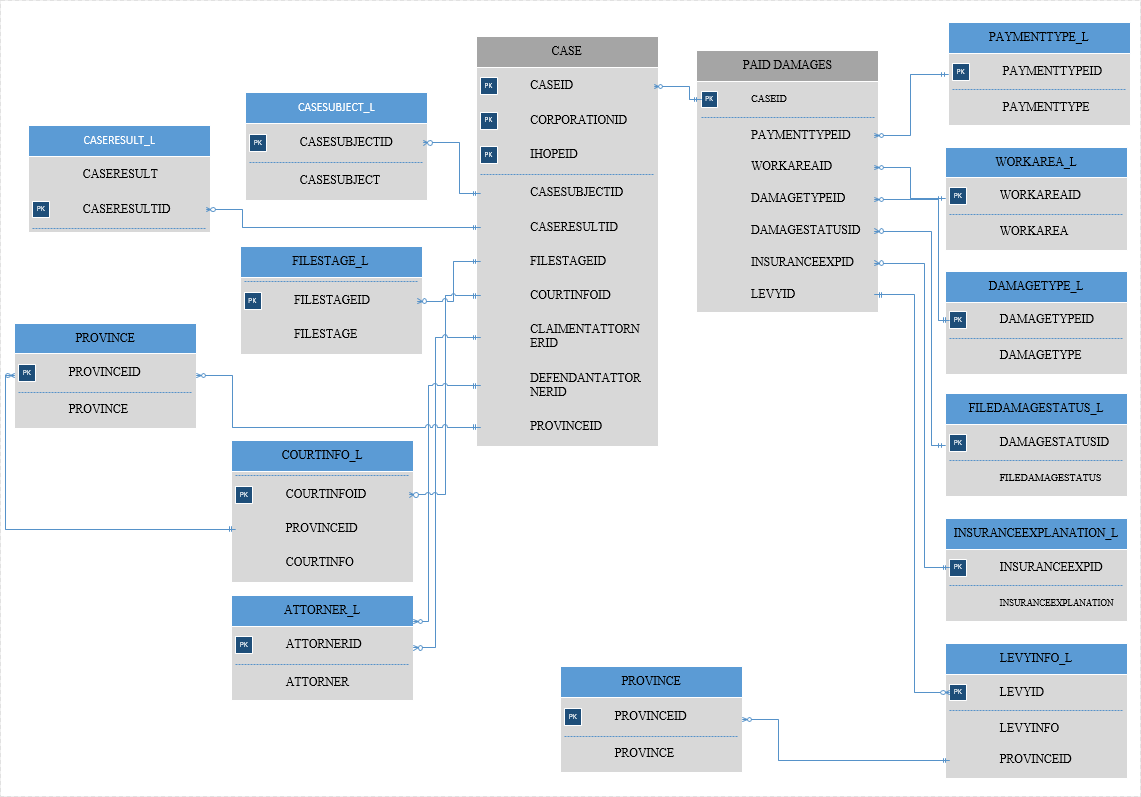 CASERESULT_L
CASERESULT
PK CASERESULTID
CASESUBJECT_L
PK CASESUBJECTID
CASESUBJECT
FILESTAGE_L
PK FILESTAGEID
FILESTAGE
PROVINCE
PK PROVINCEID
PROVINCE
COURTINFO_L
PK COURTINFOID
PROVINCEID
COURTINFO
ATTORNER_L
PK ATTORNERID
ATTORNER
CASE
PK CASEID
PK CORPORATIONID
PK IHOPEID
CASESUBJECTID
CASERESULTID
FILESTAGEID
COURTINFOID
CLAIMENTATTORN
ERID
DEFENDANTATTOR
NERID
PROVINCEID
PAID DAMAGES
PK CASEID
PAYMENTTYPEID
WORKAREAID
DAMAGETYPEID
DAMAGESTATUSID
INSURANCEEXPID
LEVYID
PROVINCE
PK PROVINCEID
PROVINCE
PAYMENTTYPE_L
PK PAYMENTTYPEID
PAYMENTTYPE
WORKAREA_L
PK WORKAREAID
WORKAREA
DAMAGETYPE_L
PK DAMAGETYPEID
DAMAGETYPE
FILEDAMAGESTATUS_L
PK DAMAGESTATUSID
FILEDAMAGESTATUS
INSURANCEEXPLANATION_L
PK INSURANCEEXPID
INSURANCEEXPLANATION
LEVYINFO_L
PK LEVYID
LEVYINFO
PROVINCEID